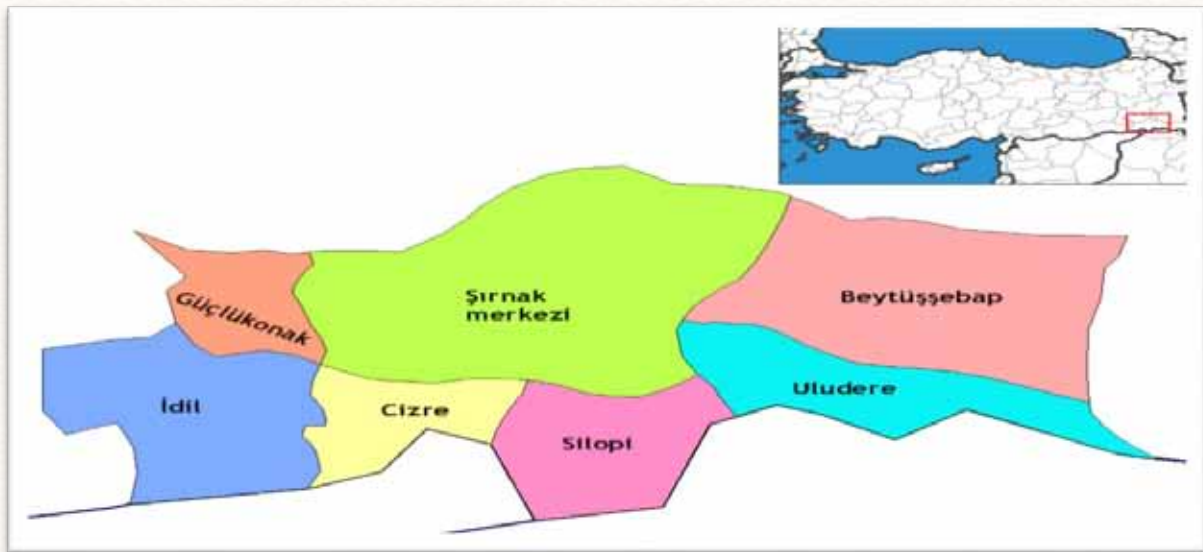 Güçlükonak
Şırnak
merkezi
Beytüşşebap
İdil
Cizre
Silopi
Uludere